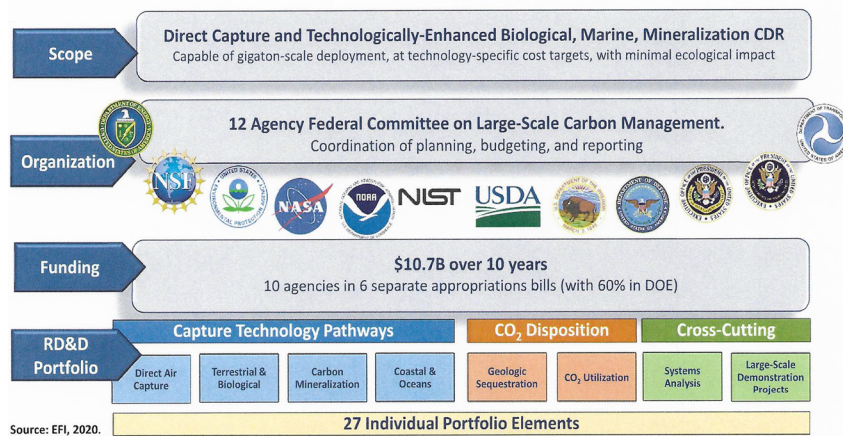 Scope
Direct Capture and Technologically-Enhanced Biological, Marine, Mineralization CDR
Capable of gigaton-scale deployment, at technology-specific cost targets, with minimal ecological impact
Organization
12 Agency Federal Committee on Large-Scale Carbon Management.
Coordination of planning, budgeting, and reporting
NSF
UNITED STATES
ENVIRONMENTAL PROTECTION AGENCY
NASA
NOAA
NIST
USDA
Funding
$10.7B over 10 years
10 agencies in 6 separate appropriations bills (with 60% in DOE)
RD&D
Portfolio
Capture Technology Pathways
CO₂ Disposition
Cross-Cutting
Direct Air
Capture
Terrestrial &
Biological
Carbon
Mineralization
Coastal &
Oceans
Geologic
Sequestration
CO₂ Utilization
Systems
Analysis
Large-Scale
Demonstration
Projects
27 Individual Portfolio Elements
Source: EFI, 2020.